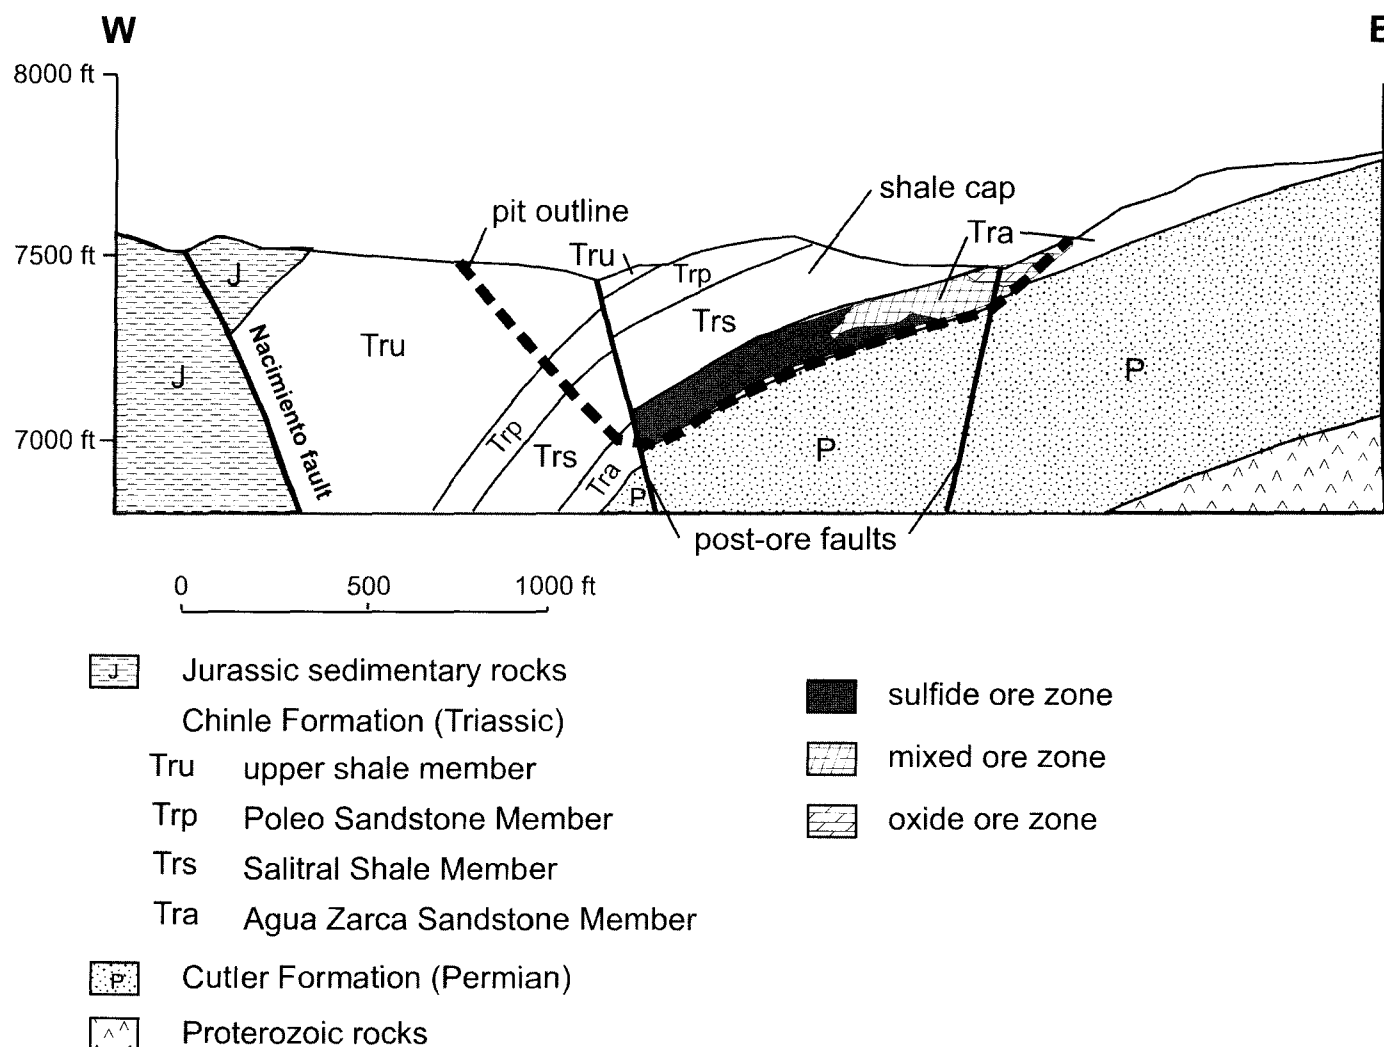 W
E
8000 ft
shale cap
pit outline
Tra
7500 ft
Tru
Trp
J
Trs
Tru
Nacimiento fault
P
J
7000 ft
Trp
P
Trs
Tra
P
post-ore faults
0 500 1000 ft
J Jurassic sedimentary rocks
Chinle Formation (Triassic)
Tru upper shale member
Trp Poleo Sandstone Member
Trs Salitral Shale Member
Tra Agua Zarca Sandstone Member
P Cutler Formation (Permian)
Proterozoic rocks
sulfide ore zone
mixed ore zone
oxide ore zone